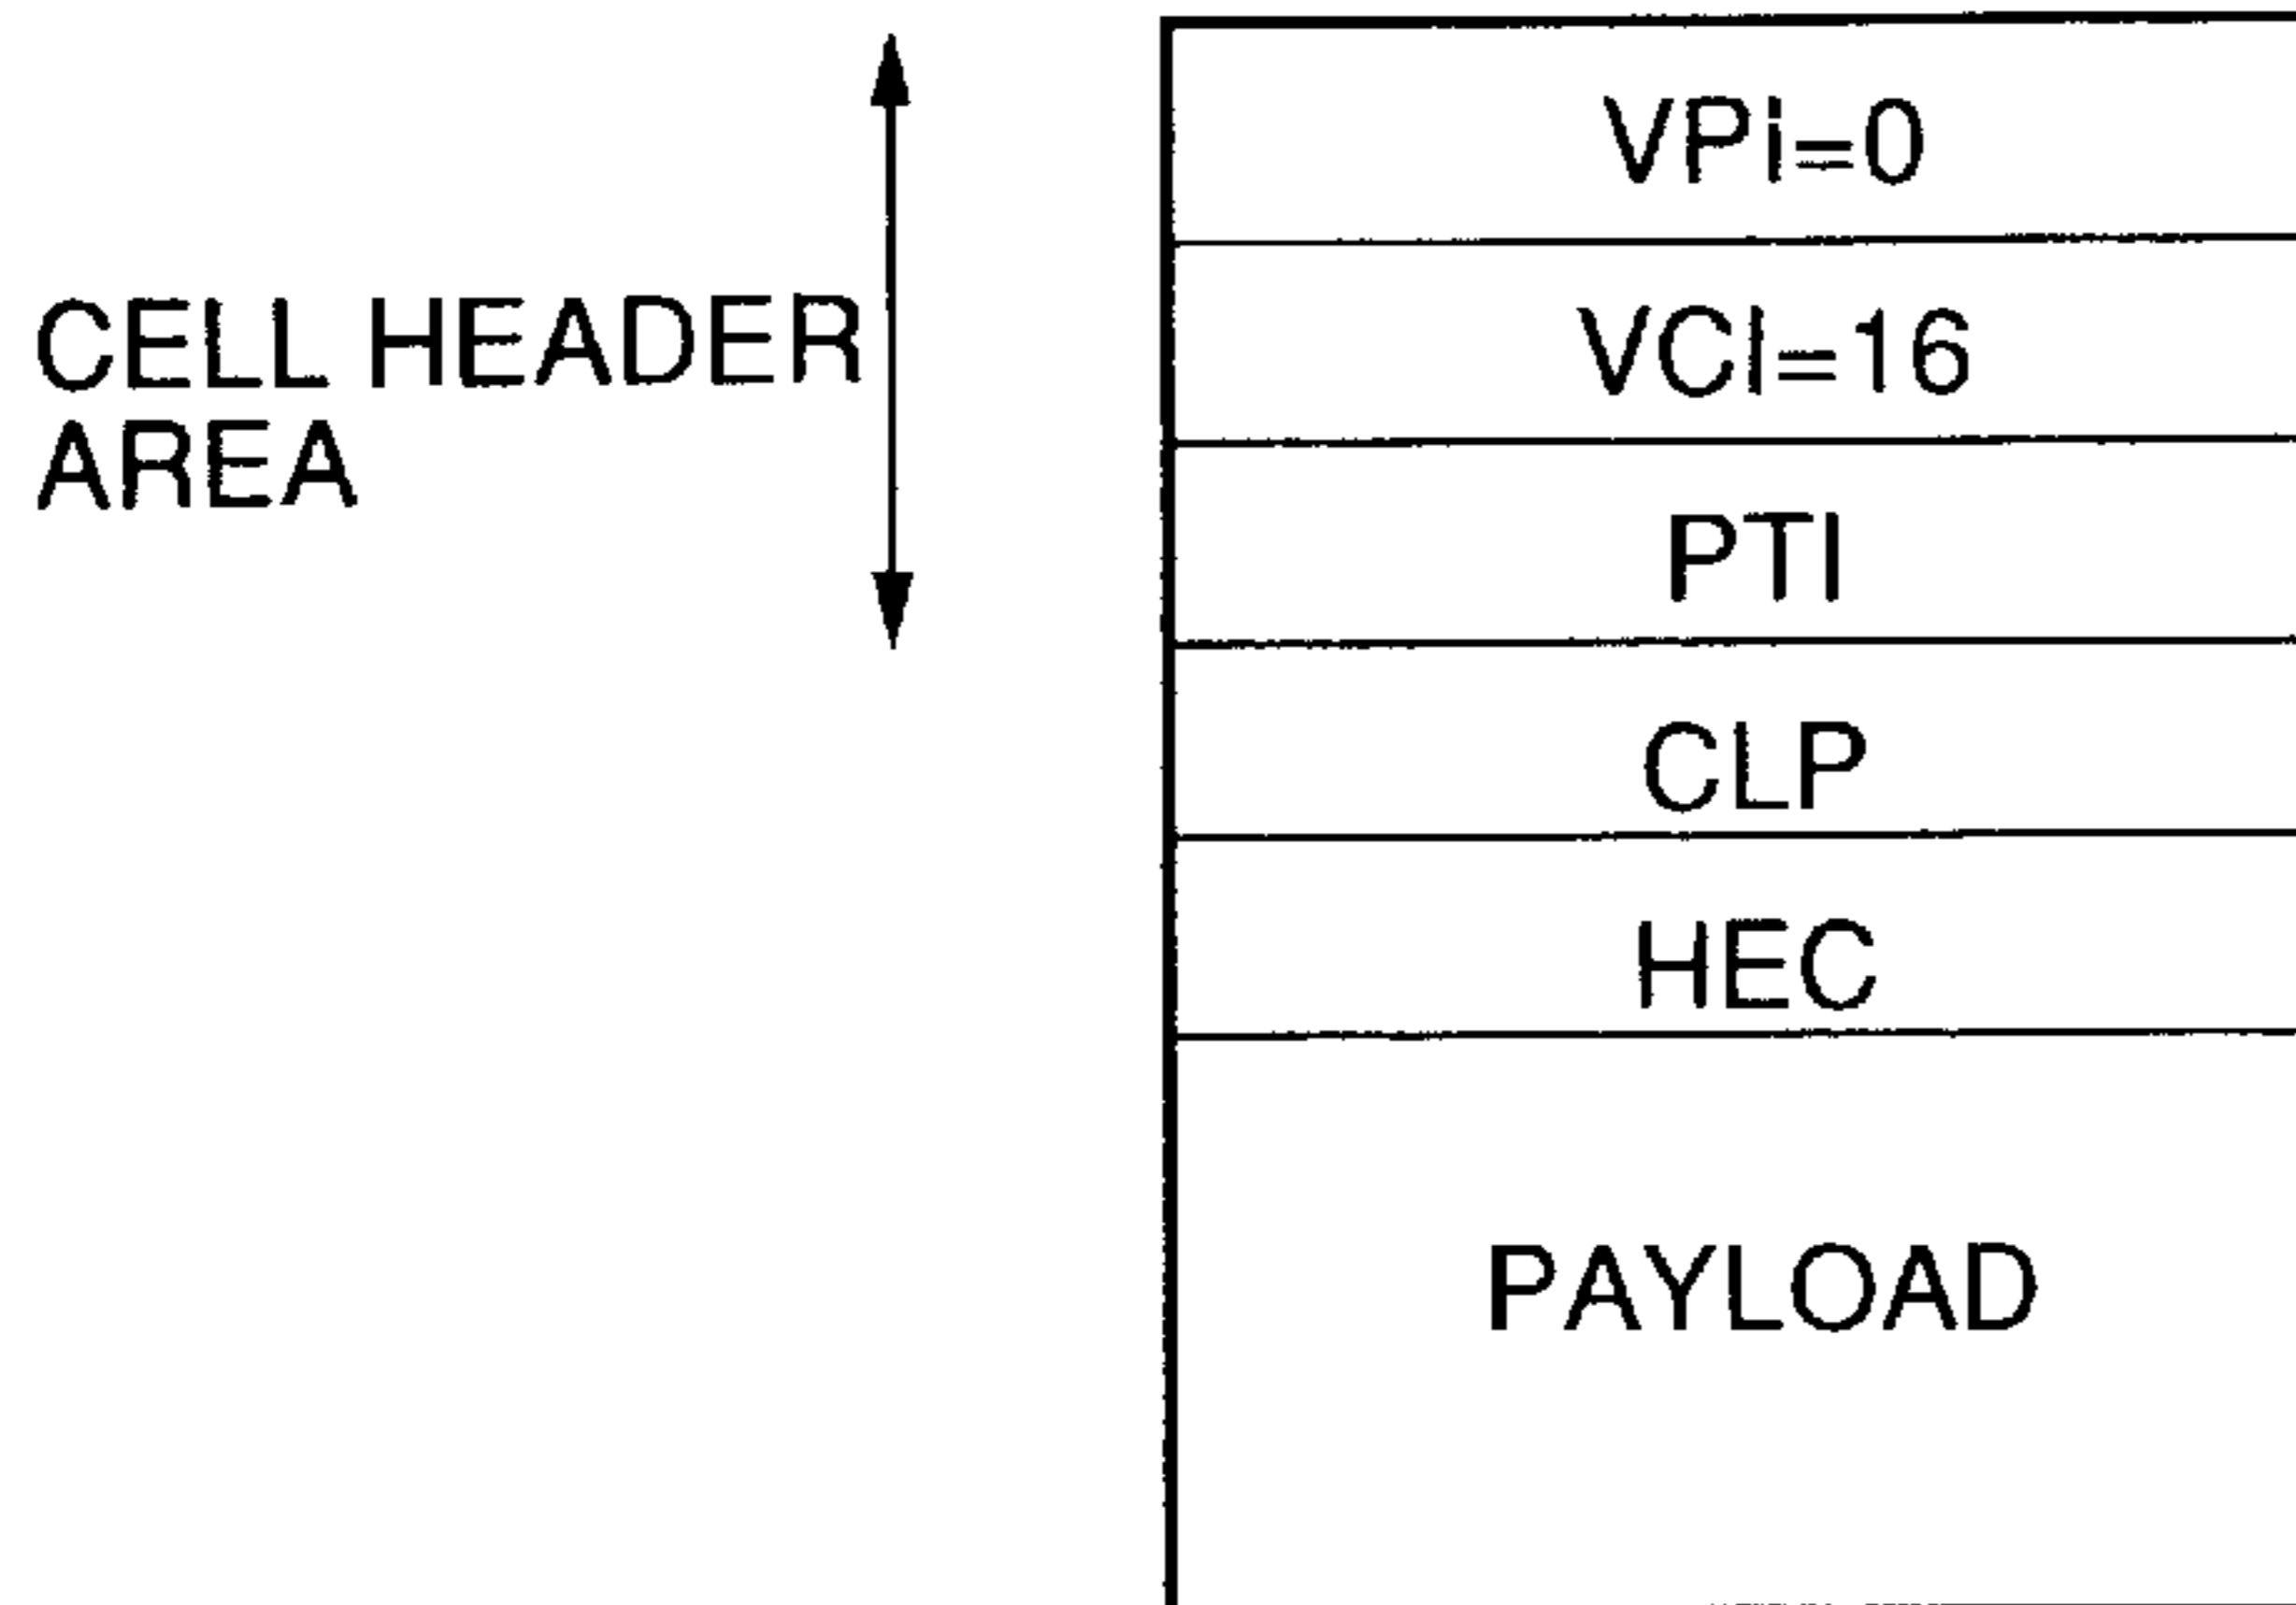 CELL HEADER
AREA
VPI=0
VCI=16
PTI
CLP
HEC
PAYLOAD